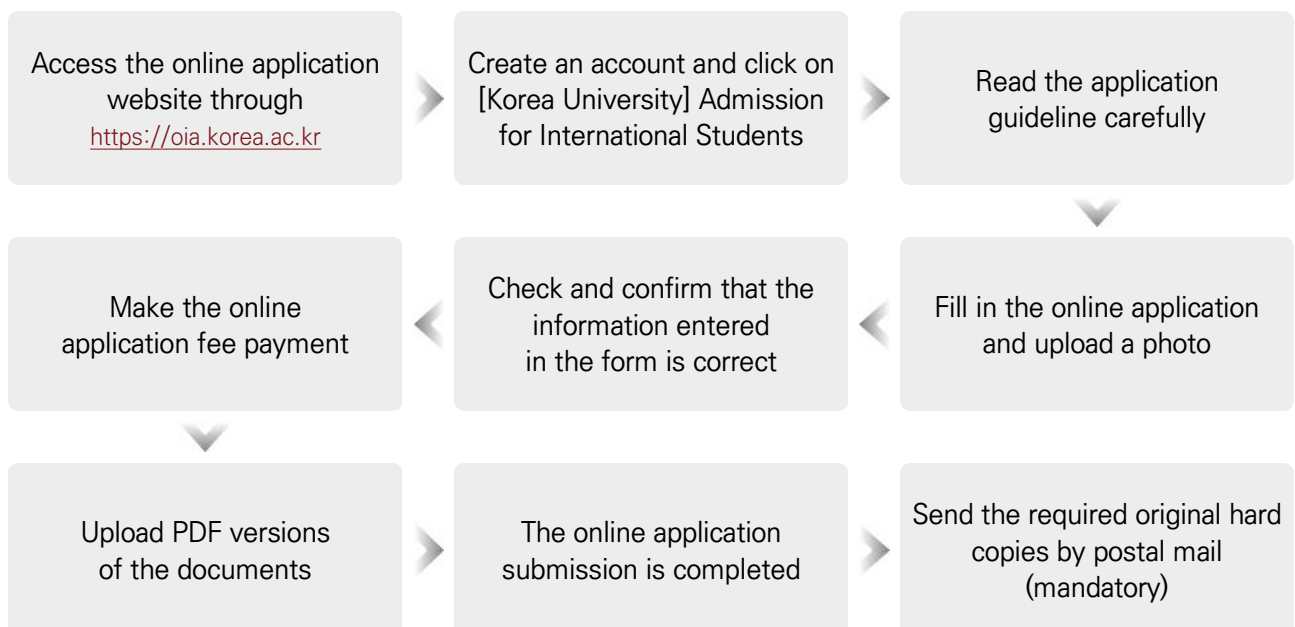 Access the online application
website through
https://oia.korea.ac.kr
Create an account and click on
[Korea University] Admission
for International Students
Read the application
guideline carefully
Fill in the online application
and upload a photo
Check and confirm that the
information entered
in the form is correct
Make the online
application fee payment
Upload PDF versions
of the documents
The online application
submission is completed
Send the required original hard
copies by postal mail
(mandatory)